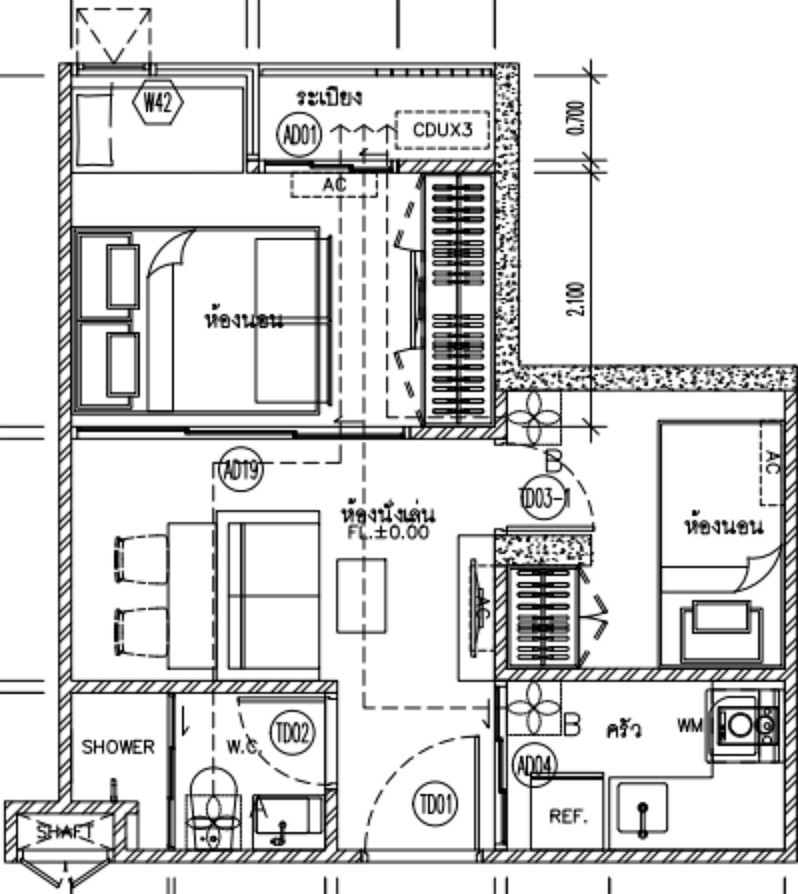 W42
ระเบียง
AD01
CDUX3
0.700
AC
2.100
ห้องนอน
AD19
B
TD03-1
AC
ห้องนั่งเล่น
FL.±0.00
ห้องนอน
AC
SHOWER
W.C.
TD02
B
ครัว
WM
AD04
A
TD01
REF.
SHAFT